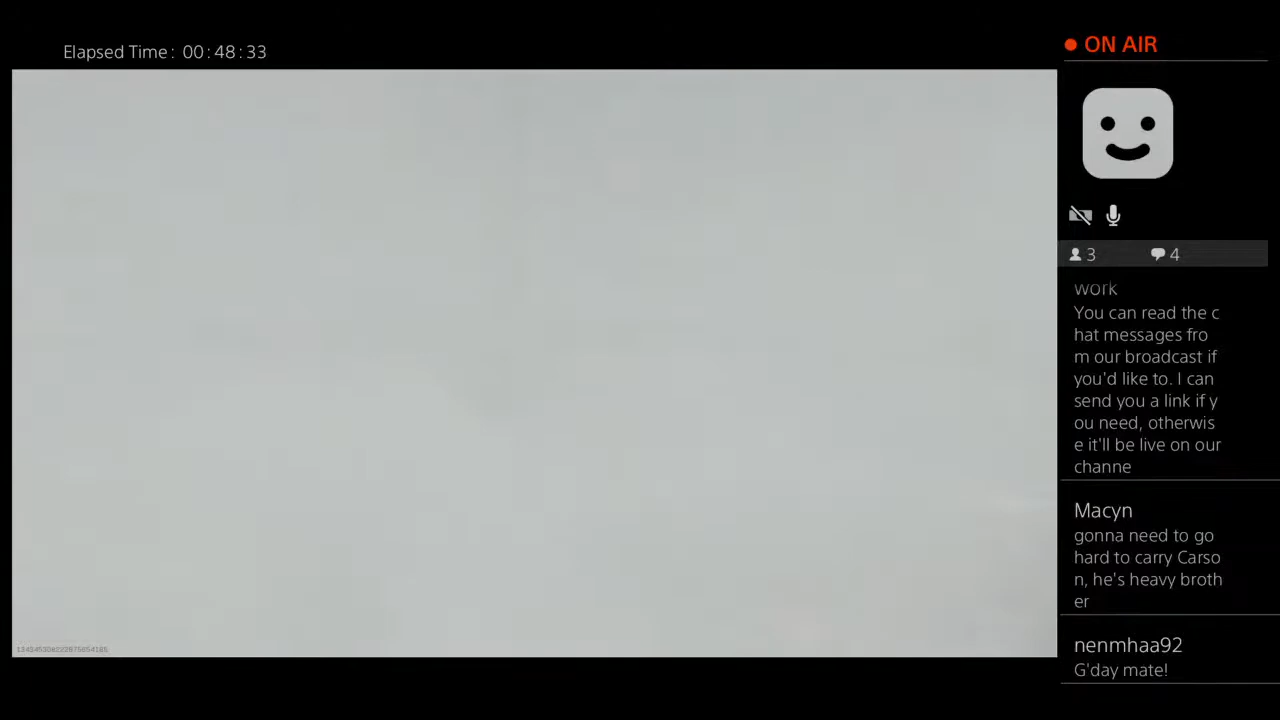 Elapsed Time: 00:48:33
ON AIR
3 4
work
You can read the c
hat messages fro
m our broadcast if
you'd like to. I can
send you a link if y
ou need, otherwis
e it'll be live on our
channe
Macyn
gonna need to go
hard to carry Carso
n, he's heavy broth
er
nenmhaa92
G'day mate!